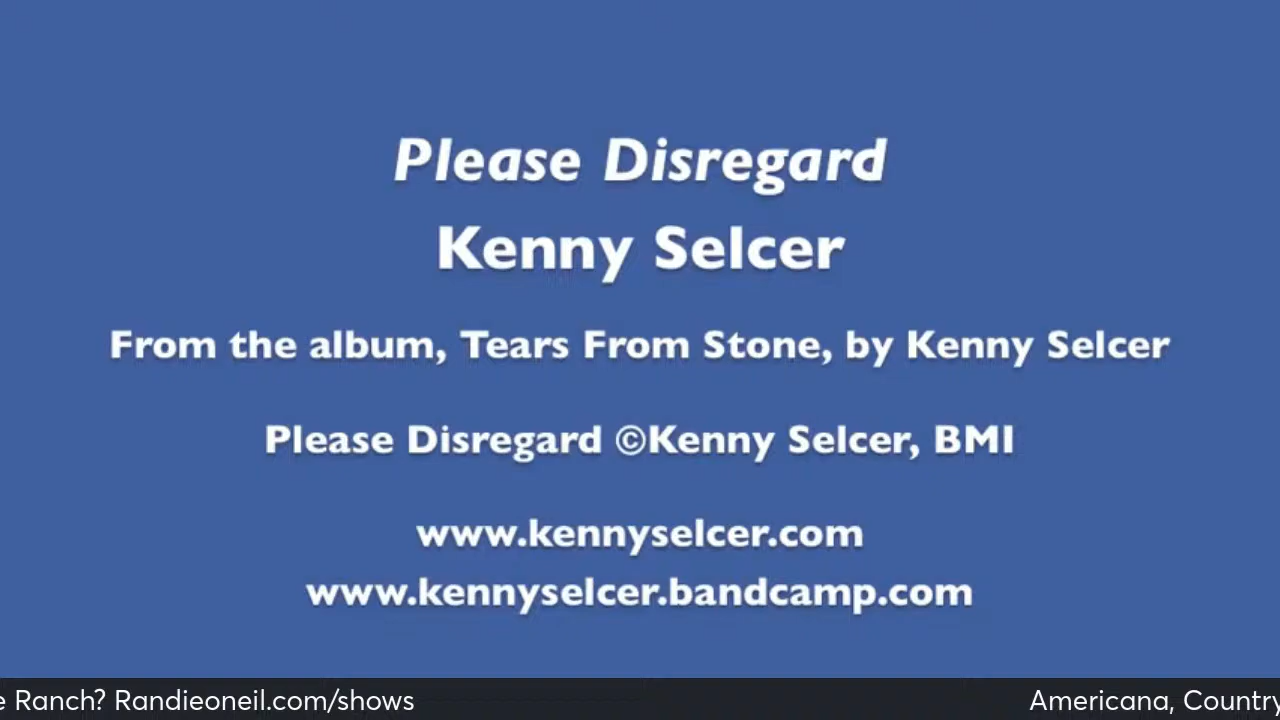 Please Disregard
Kenny Selcer
From the album, Tears From Stone, by Kenny Selcer
Please Disregard ©Kenny Selcer, BMI
www.kennyselcer.com
www.kennyselcer.bandcamp.com
e Ranch? Randieoneil.com/shows Americana, Country